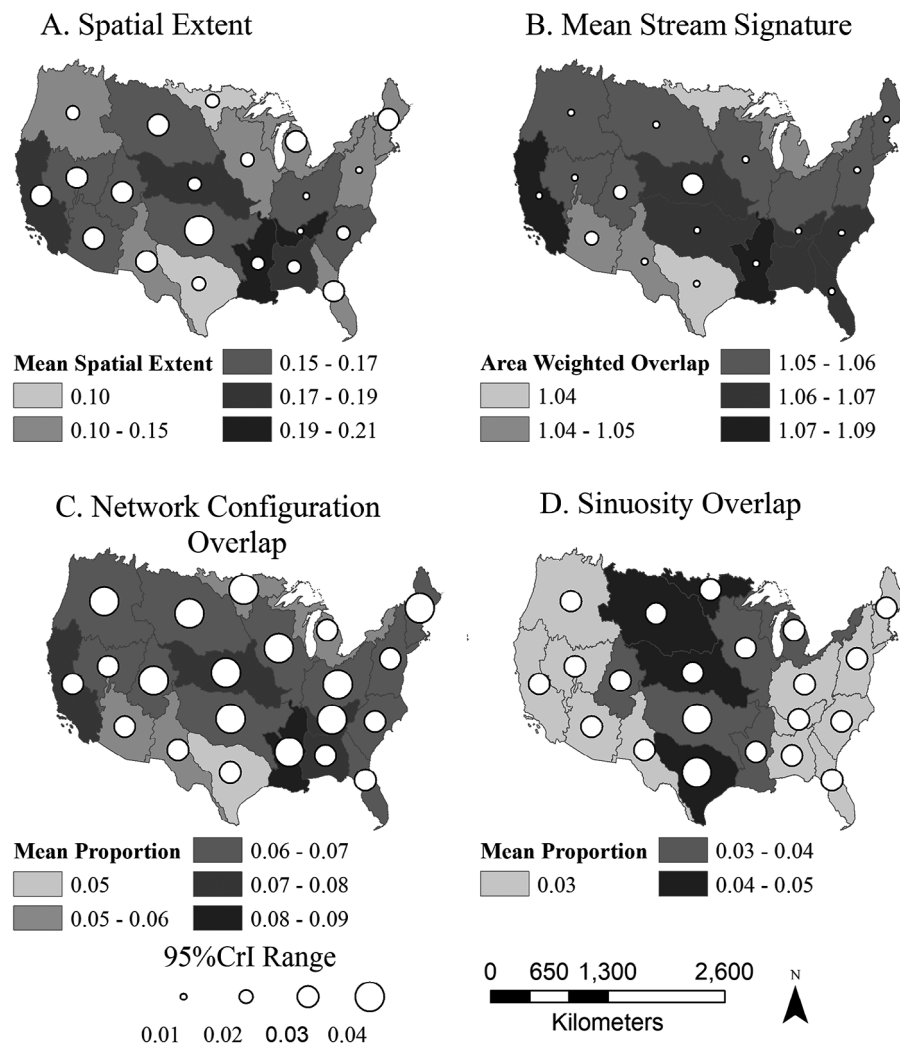 A. Spatial Extent
B. Mean Stream Signature
Mean Spatial Extent
0.10
0.10 - 0.15
0.15 - 0.17
0.17 - 0.19
0.19 - 0.21
Area Weighted Overlap
1.04
1.04 - 1.05
1.05 - 1.06
1.06 - 1.07
1.07 - 1.09
C. Network Configuration
Overlap
D. Sinuosity Overlap
Mean Proportion
0.05
0.05 - 0.06
0.06 - 0.07
0.07 - 0.08
0.08 - 0.09
Mean Proportion
0.03
0.03 - 0.04
0.04 - 0.05
95%CrI Range
0.01 0.02 0.03 0.04
0 650 1,300 2,600
Kilometers
N